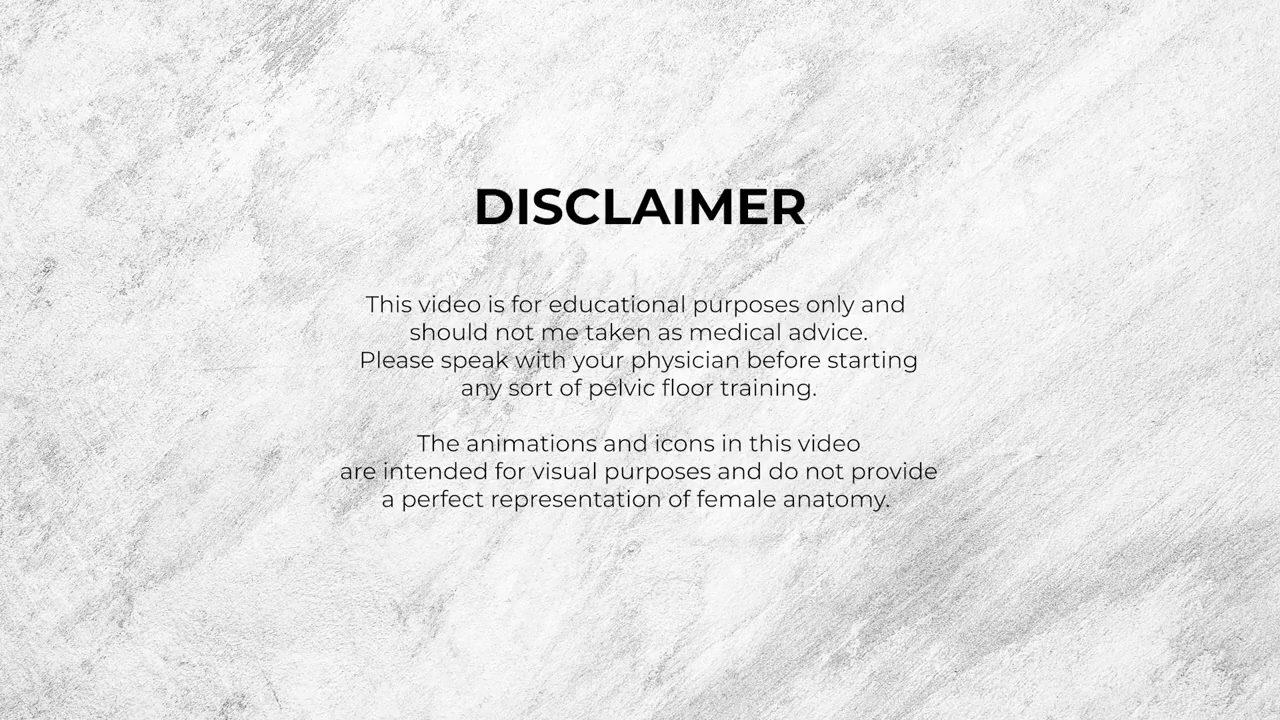 DISCLAIMER
This video is for educational purposes only and
should not me taken as medical advice.
Please speak with your physician before starting
any sort of pelvic floor training.
The animations and icons in this video
are intended for visual purposes and do not provide
a perfect representation of female anatomy.